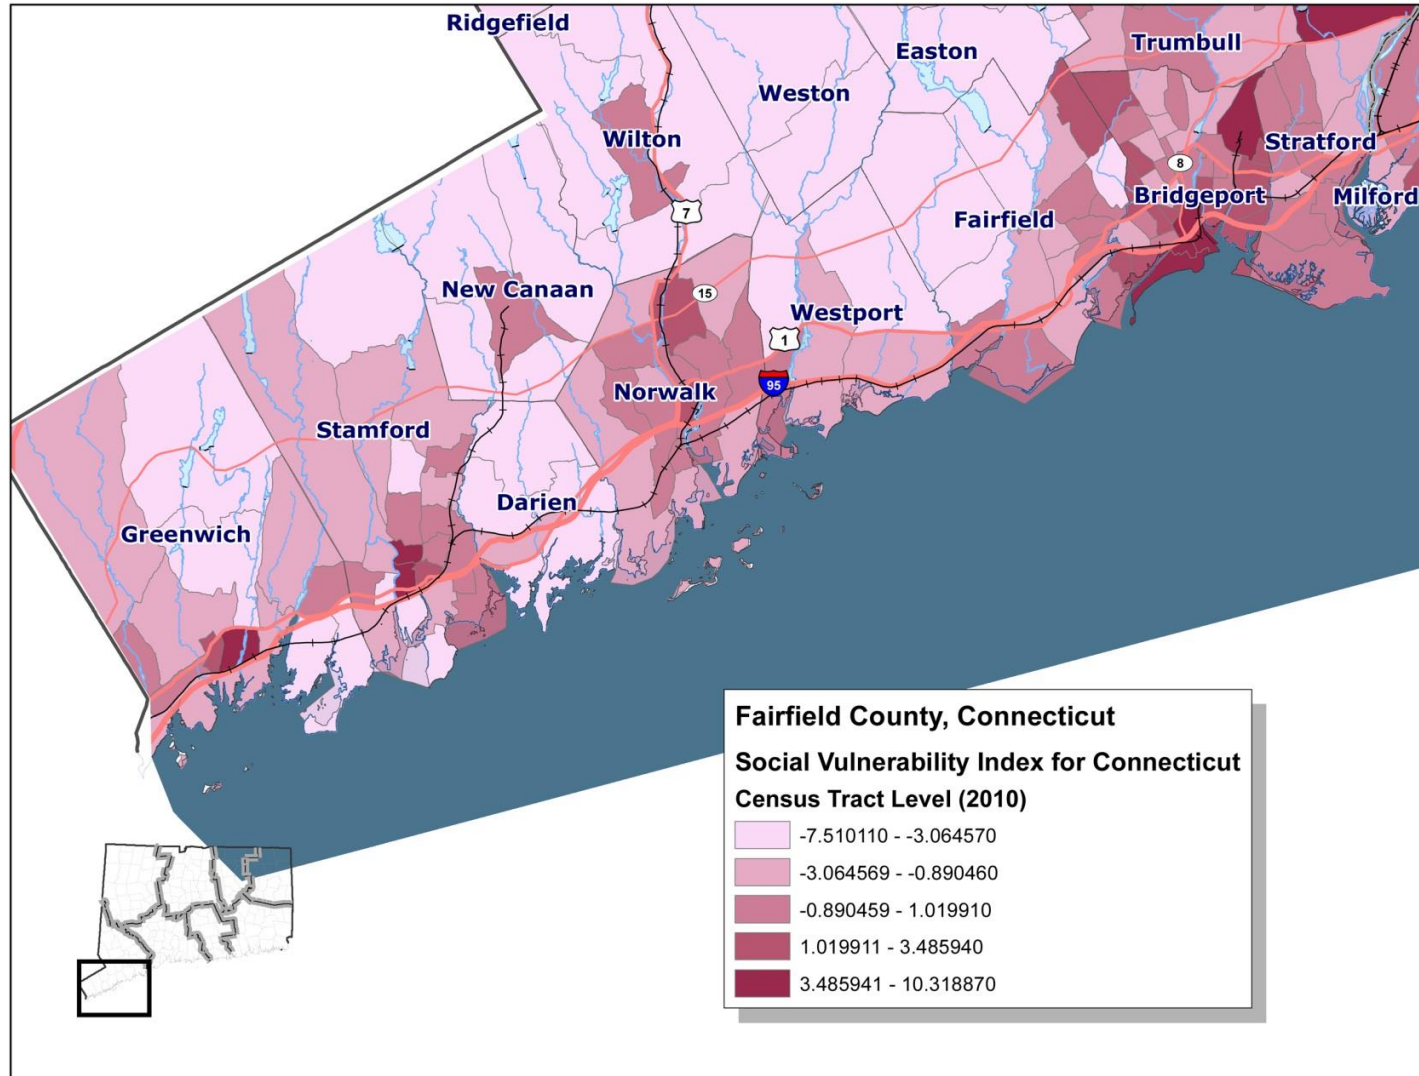 Ridgefield
Easton
Trumbull
Weston
Wilton
Stratford
8
Bridgeport
Milford
7
Fairfield
New Canaan
15
Westport
1
95
Norwalk
Stamford
Darien
Greenwich
Fairfield County, Connecticut
Social Vulnerability Index for Connecticut
Census Tract Level (2010)
-7.510110 - -3.064570
-3.064569 - -0.890460
-0.890459 - 1.019910
1.019911 - 3.485940
3.485941 - 10.318870